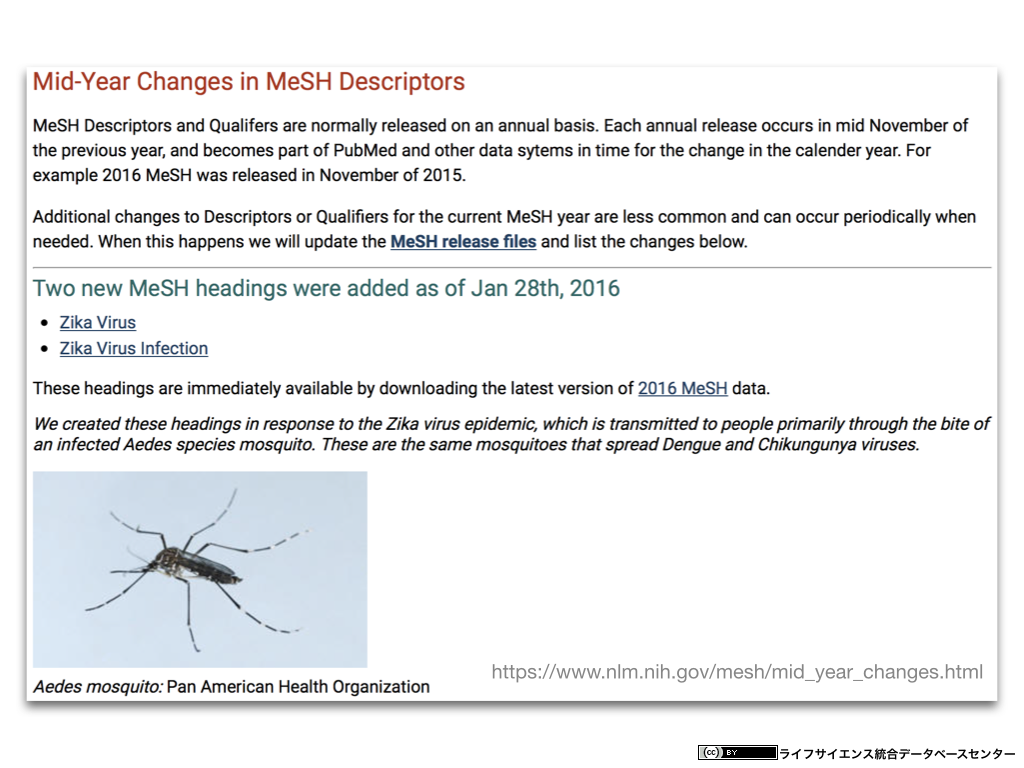 Mid-Year Changes in MeSH Descriptors
MeSH Descriptors and Qualifers are normally released on an annual basis. Each annual release occurs in mid November of
the previous year, and becomes part of PubMed and other data sytems in time for the change in the calender year. For
example 2016 MeSH was released in November of 2015.
Additional changes to Descriptors or Qualifiers for the current MeSH year are less common and can occur periodically when
needed. When this happens we will update the MeSH release files and list the changes below.
Two new MeSH headings were added as of Jan 28th, 2016
• Zika Virus
• Zika Virus Infection
These headings are immediately available by downloading the latest version of 2016 MeSH data.
We created these headings in response to the Zika virus epidemic, which is transmitted to people primarily through the bite of
an infected Aedes species mosquito. These are the same mosquitoes that spread Dengue and Chikungunya viruses.
https://www.nlm.nih.gov/mesh/mid_year_changes.html
Aedes mosquito: Pan American Health Organization
(cc) BY ライフサイエンス統合データベースセンター